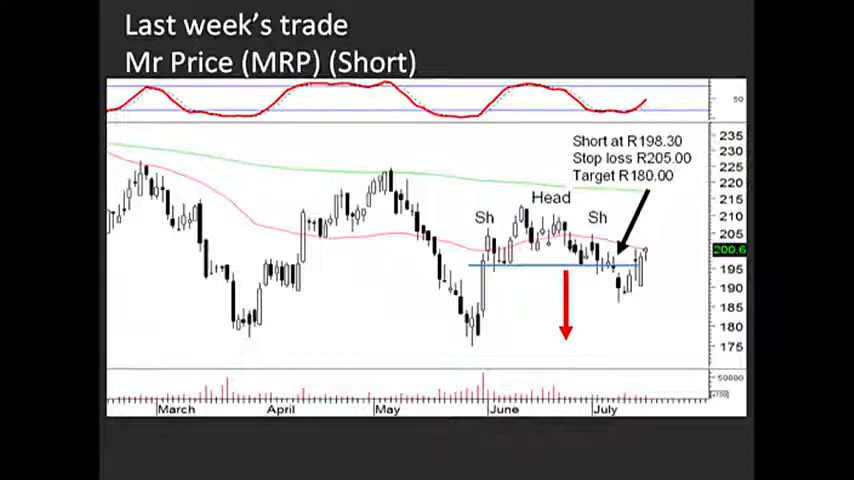 Last week's trade
Mr Price (MRP) (Short)
50
Short at R198.30
Stop loss R205.00
Target R180.00
Sh
Head
Sh
235
230
225
220
215
210
205
200.6
195
190
185
180
175
50000
x100
March
April
May
June
July